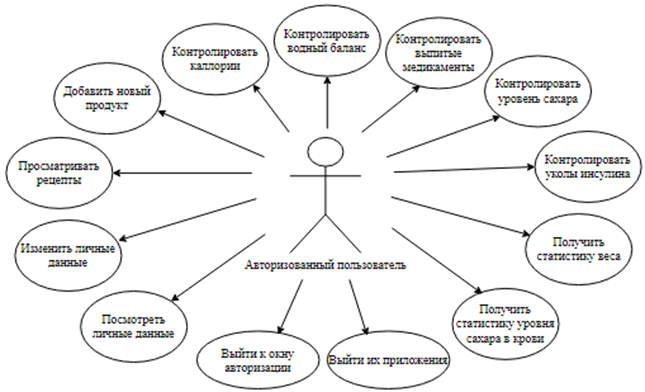 Контролировать
водный баланс
Контролировать
каллории
Контролировать
выпитые
медикаменты
Добавить новый
продукт
Контролировать
уровень сахара
Просматривать
рецепты
Контролировать
уколы инсулина
Изменить личные
данные
Получить
статистику веса
Авторизованный пользователь
Посмотреть
личные данные
Получить
статистику уровня
сахара в крови
Выйти к окну
авторизации
Выйти их приложения